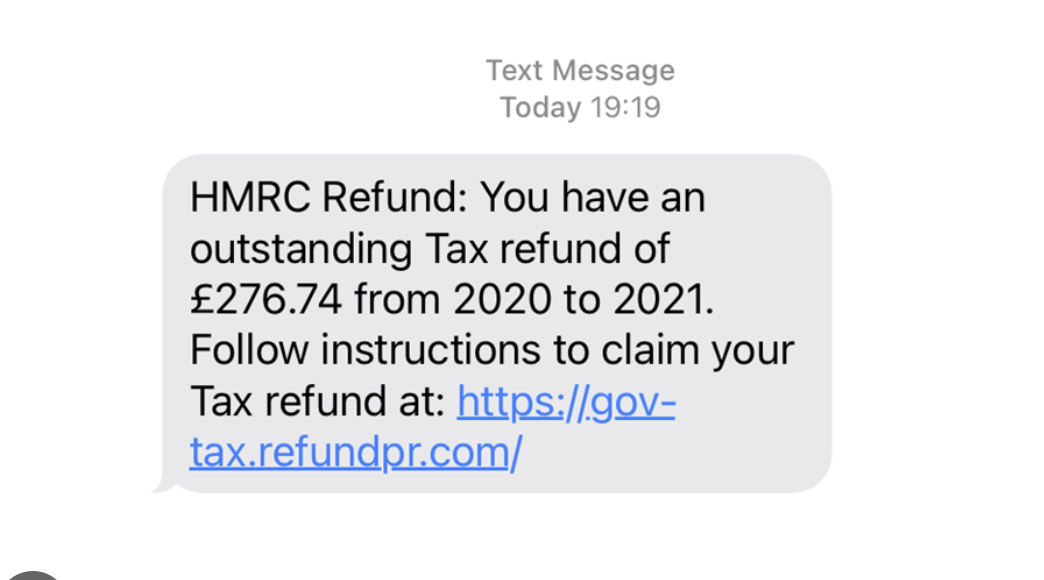 Text Message
Today 19:19
HMRC Refund: You have an
outstanding Tax refund of
£276.74 from 2020 to 2021.
Follow instructions to claim your
Tax refund at: https://gov-
tax.refundpr.com/